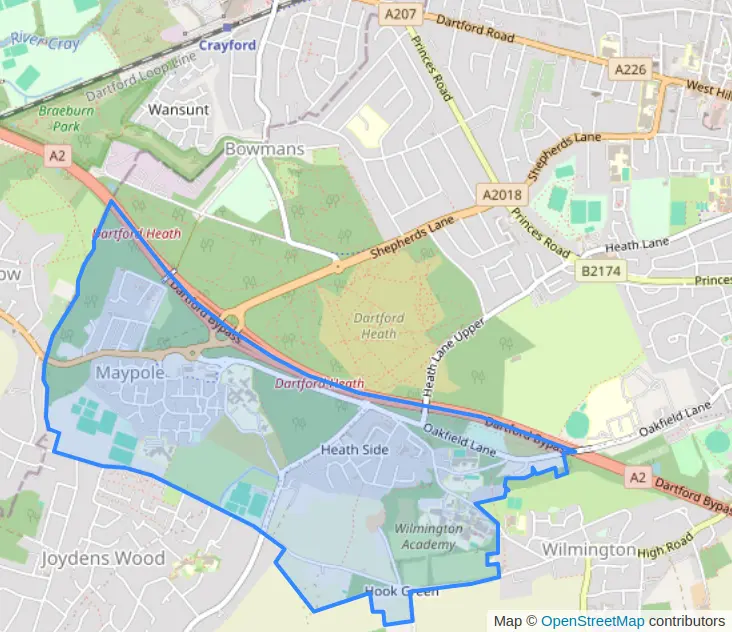 A207
Dartford Road
River Cray
Crayford
A226
West Hill
Dartford Loop Line
Princes Road
Wansunt
Braeburn
Park
Shepherds Lane
A2
Bowmans
A2018
Princes Road
Shepherds Lane
Heath Lane
Dartford Heath
B2174
ow
Princes
Dartford Bypass
Dartford
Heath
Heath Lane Upper
Maypole
Dartford Heath
Oakfield Lane
Dartford Bypass
Oakfield Lane
Heath Side
A2
Dartford Bypass
Wilmington
Academy
Joydens Wood
Wilmington
High Road
Hook Green
Map © OpenStreetMap contributors